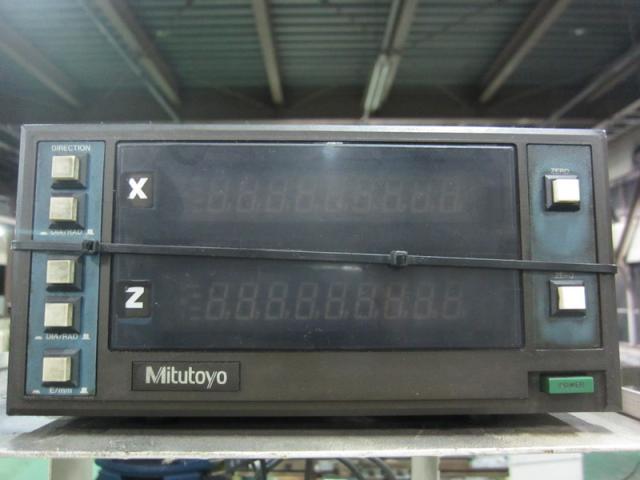 DIRECTION
X
ZERO
DIA/RAD
Z
ZERO
DIA/RAD
E/mm
Mitutoyo
POWER